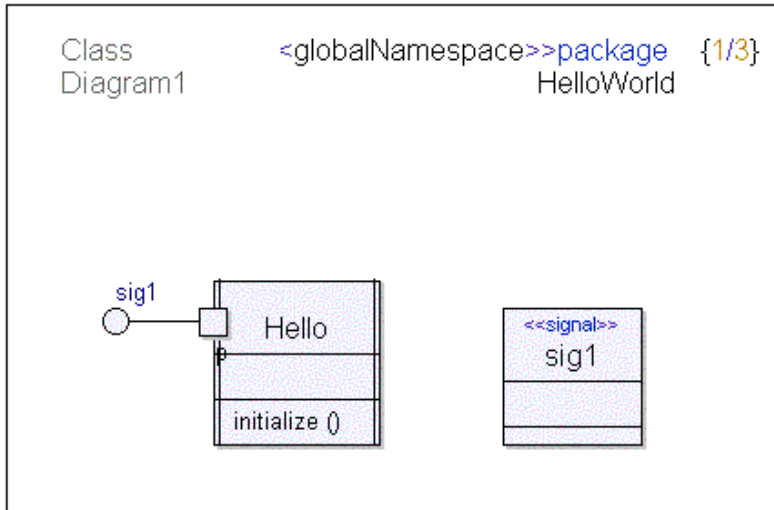 Class <globalNamespace>>package {1/3}
Diagram1 HelloWorld
sig1
Hello
p
initialize ()
<<signal>>
sig1